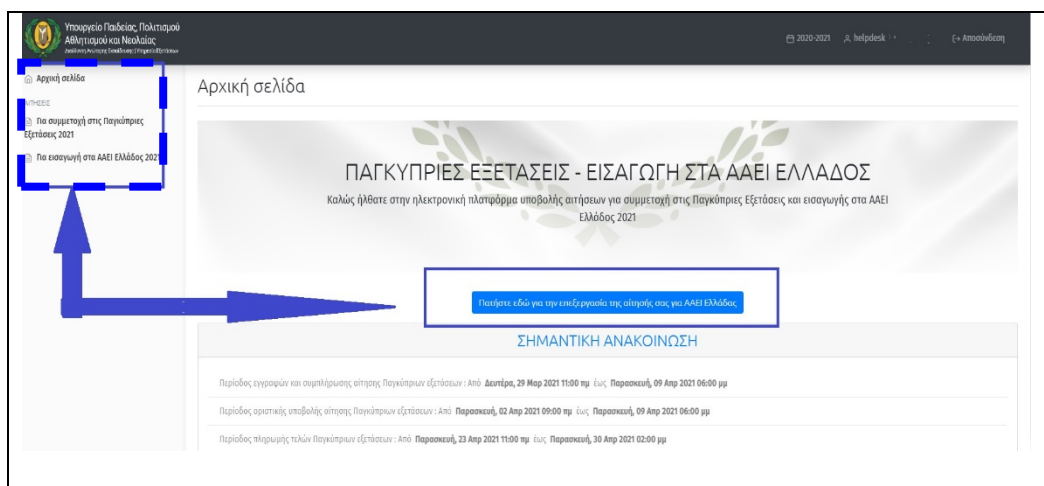 Υπουργείο Παιδείας, Πολιτισμού
Αθλητισμού και Νεολαίας
Διεύθυνση Ανώτερης Εκπαίδευσης | Υπηρεσία Εξετάσεων
2020-2021 helpdesk Αποσύνδεση
Αρχική σελίδα
ΑΙΤΗΣΕΙΣ
Για συμμετοχή στις Παγκύπριες
Εξετάσεις 2021
Για εισαγωγή στα ΑΑΕΙ Ελλάδος 2021
Αρχική σελίδα
ΠΑΓΚΥΠΡΙΕΣ ΕΞΕΤΑΣΕΙΣ - ΕΙΣΑΓΩΓΗ ΣΤΑ ΑΑΕΙ ΕΛΛΑΔΟΣ
Καλώς ήλθατε στην ηλεκτρονική πλατφόρμα υποβολής αιτήσεων για συμμετοχή στις Παγκύπριες Εξετάσεις και εισαγωγής στα ΑΑΕΙ
Ελλάδος 2021
Πατήστε εδώ για την επεξεργασία της αίτησής σας για ΑΑΕΙ Ελλάδας
ΣΗΜΑΝΤΙΚΗ ΑΝΑΚΟΙΝΩΣΗ
Περίοδος εγγραφών και συμπλήρωσης αίτησης Παγκύπριων εξετάσεων : Από Δευτέρα, 29 Μαρ 2021 11:00 πμ έως Παρασκευή, 09 Απρ 2021 06:00 μμ
Περίοδος οριστικής υποβολής αίτησης Παγκύπριων εξετάσεων : Από Παρασκευή, 02 Απρ 2021 09:00 πμ έως Παρασκευή, 09 Απρ 2021 06:00 μμ
Περίοδος πληρωμής τελών Παγκύπριων εξετάσεων : Από Παρασκευή, 23 Απρ 2021 11:00 πμ έως Παρασκευή, 30 Απρ 2021 02:00 μμ